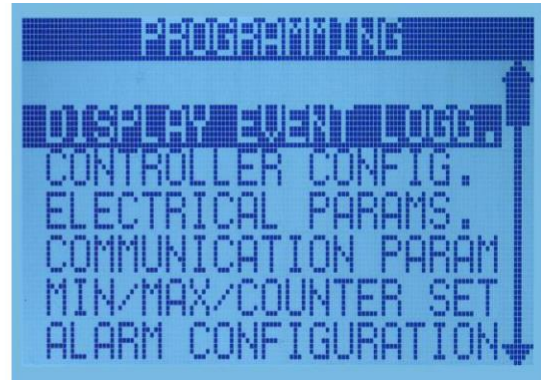 PROGRAMMING
DISPLAY EVENT LOGG.
CONTROLLER CONFIG.
ELECTRICAL PARAMS.
COMMUNICATION PARAM
MIN/MAX/COUNTER SET
ALARM CONFIGURATION